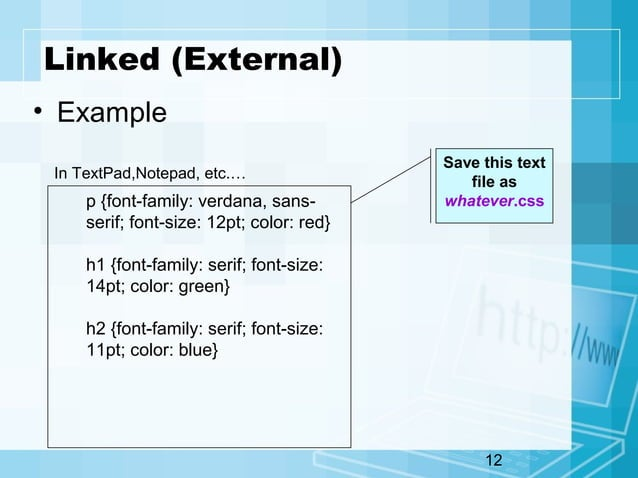 Linked (External)
• Example
In TextPad,Notepad, etc.…
p {font-family: verdana, sans-
serif; font-size: 12pt; color: red}
h1 {font-family: serif; font-size:
14pt; color: green}
h2 {font-family: serif; font-size:
11pt; color: blue}
Save this text
file as
whatever.css
http://www
12